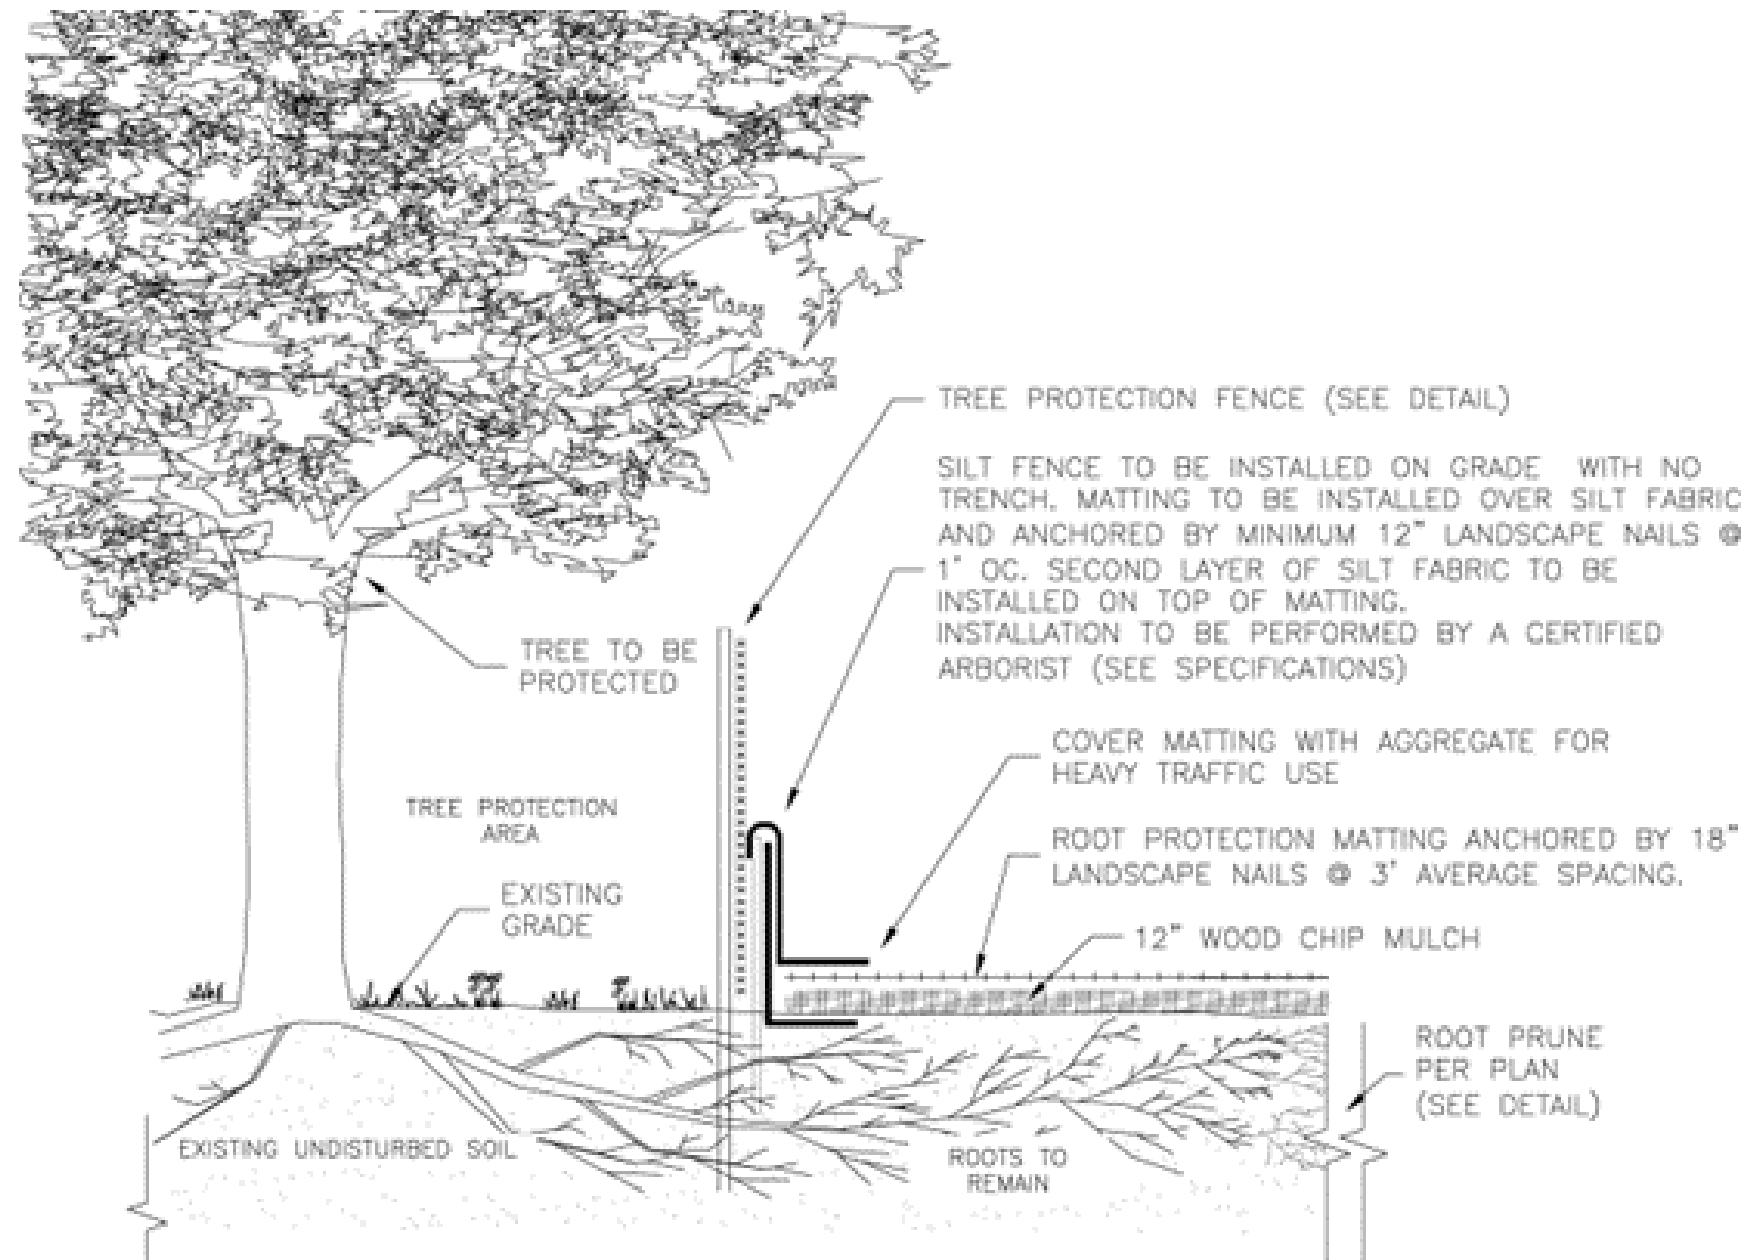 TREE PROTECTION FENCE (SEE DETAIL)
SILT FENCE TO BE INSTALLED ON GRADE WITH NO
TRENCH. MATTING TO BE INSTALLED OVER SILT FABRIC
AND ANCHORED BY MINIMUM 12" LANDSCAPE NAILS @
1' OC. SECOND LAYER OF SILT FABRIC TO BE
INSTALLED ON TOP OF MATTING.
INSTALLATION TO BE PERFORMED BY A CERTIFIED
ARBORIST (SEE SPECIFICATIONS)
TREE TO BE
PROTECTED
COVER MATTING WITH AGGREGATE FOR
HEAVY TRAFFIC USE
TREE PROTECTION
AREA
ROOT PROTECTION MATTING ANCHORED BY 18"
LANDSCAPE NAILS @ 3' AVERAGE SPACING.
EXISTING
GRADE
12" WOOD CHIP MULCH
ROOT PRUNE
PER PLAN
(SEE DETAIL)
EXISTING UNDISTURBED SOIL
ROOTS TO
REMAIN